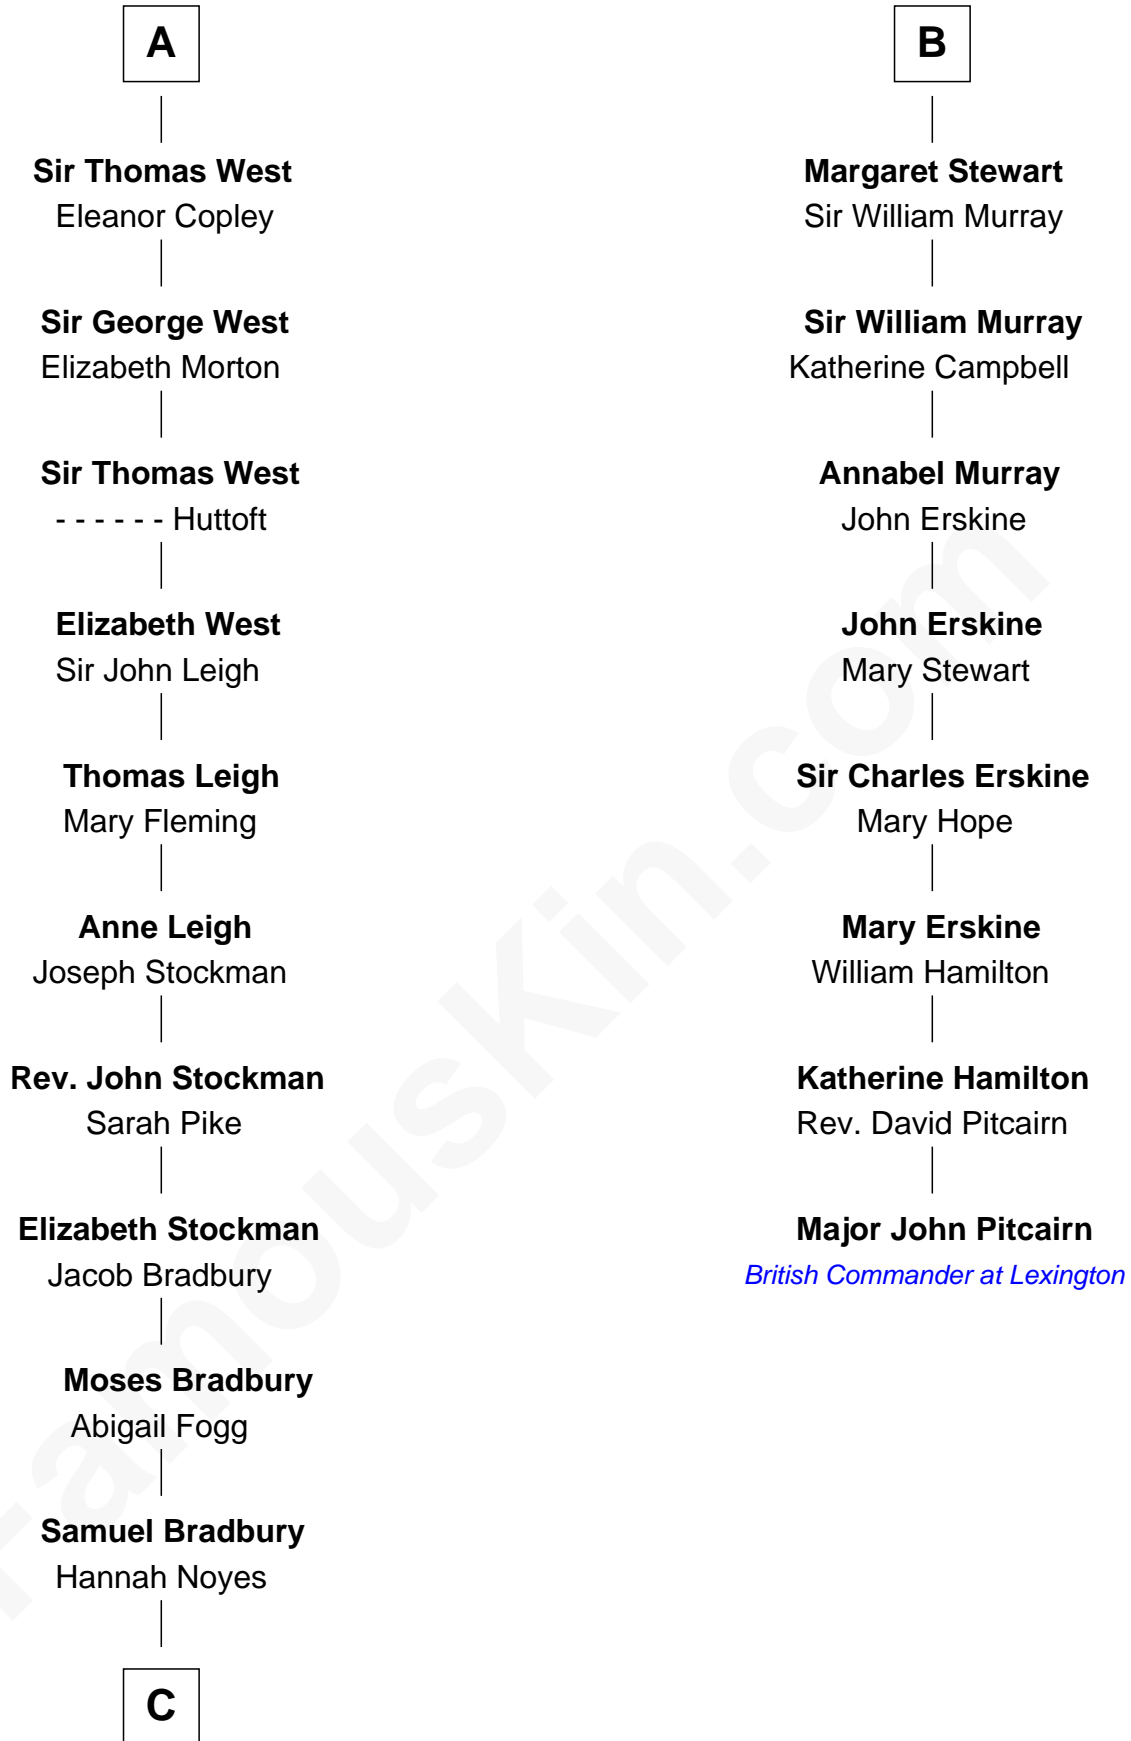 A
Sir Thomas West
Eleanor Copley
Sir George West
Elizabeth Morton
Sir Thomas West
- - - - - - Huttoft
Elizabeth West
Sir John Leigh
Thomas Leigh
Mary Fleming
Anne Leigh
Joseph Stockman
Rev. John Stockman
Sarah Pike
Elizabeth Stockman
Jacob Bradbury
Moses Bradbury
Abigail Fogg
Samuel Bradbury
Hannah Noyes
C
B
Margaret Stewart
Sir William Murray
Sir William Murray
Katherine Campbell
Annabel Murray
John Erskine
John Erskine
Mary Stewart
Sir Charles Erskine
Mary Hope
Mary Erskine
William Hamilton
Katherine Hamilton
Rev. David Pitcairn
Major John Pitcairn
British Commander at Lexington
FamousKin.com